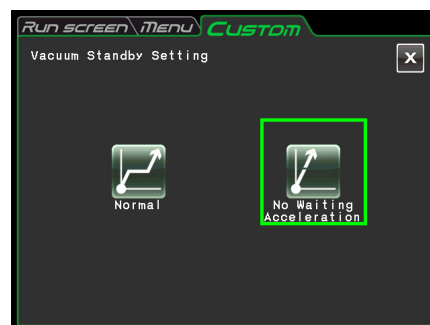 Run screen \ Menu \ Custom
Vacuum Standby Setting
X
Normal
No Waiting
Acceleration